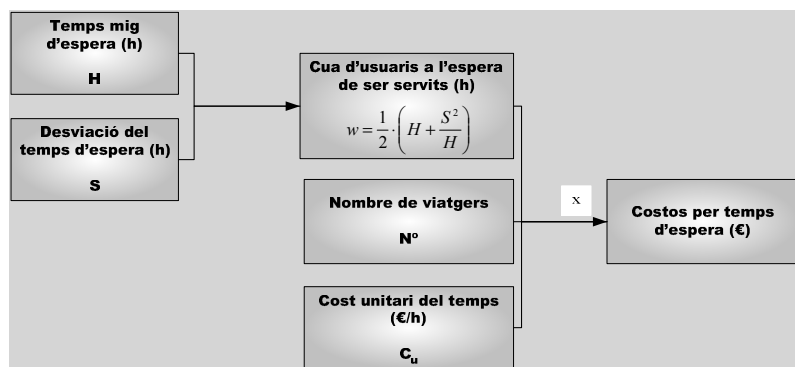 Temps mig
d'espera (h)
H
Desviació del
temps d'espera (h)
S
Cua d'usuaris a l'espera
de ser servits (h)
w = 1/2 · (H + S²/H)
Nombre de viatgers
Nº
Cost unitari del temps
(€/h)
Cᵤ
x
Costos per temps
d'espera (€)